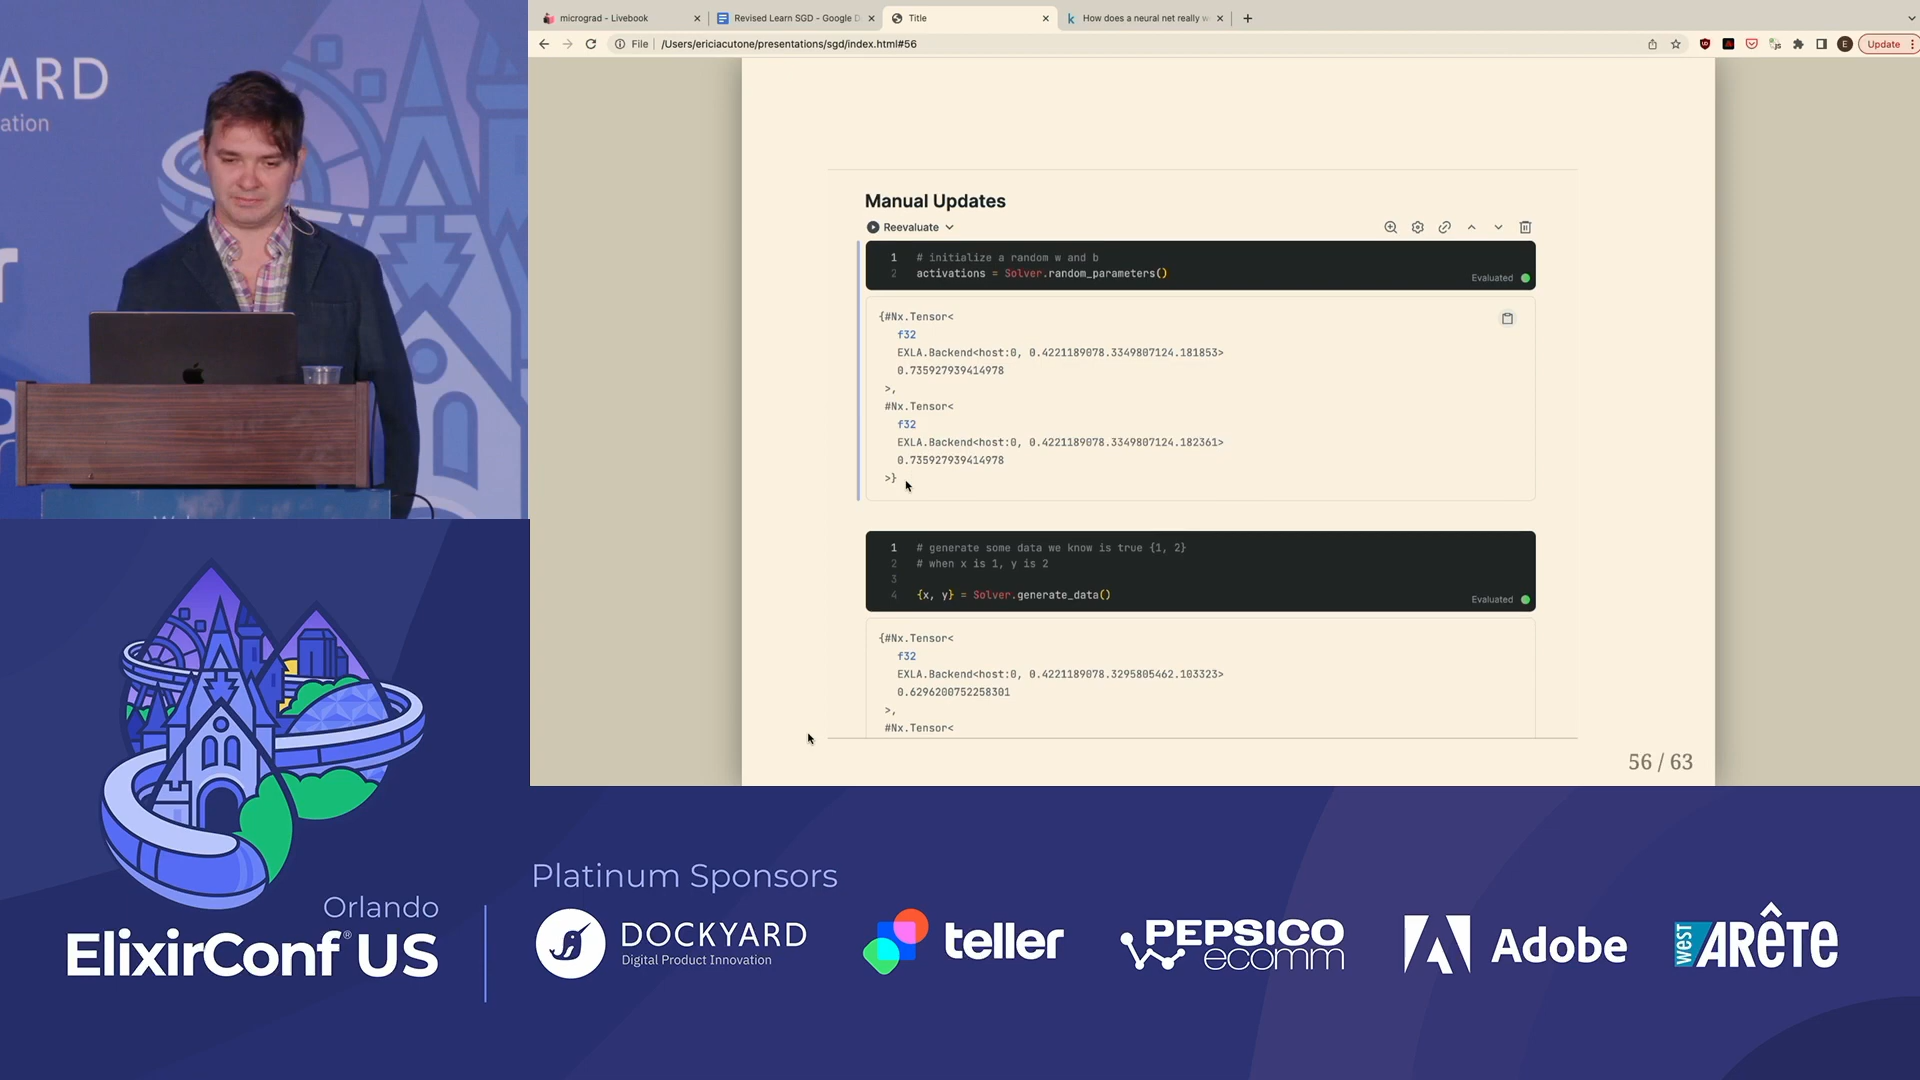 ARD
ation
r
micrograd - Livebook
Revised Learn SGD - Google D
Title
How does a neural net really w
File
/Users/ericiacutone/presentations/sgd/index.html#56
E
Update
Manual Updates
Reevaluate
1 # initialize a random w and b
2 activations = Solver.random_parameters()
Evaluated
{#Nx.Tensor<
f32
EXLA.Backend<host:0, 0.4221189078.3349807124.181853>
0.735927939414978
>,
#Nx.Tensor<
f32
EXLA.Backend<host:0, 0.4221189078.3349807124.182361>
0.735927939414978
>}
1 # generate some data we know is true {1, 2}
2 # when x is 1, y is 2
3
4 {x, y} = Solver.generate_data()
Evaluated
{#Nx.Tensor<
f32
EXLA.Backend<host:0, 0.4221189078.3295805462.103323>
0.6296200752258301
>,
#Nx.Tensor<
56 / 63
Orlando
ElixirConf® US
Platinum Sponsors
DOCKYARD
Digital Product Innovation
teller
PEPSICO
ecomm
Adobe
west
ARÊTE